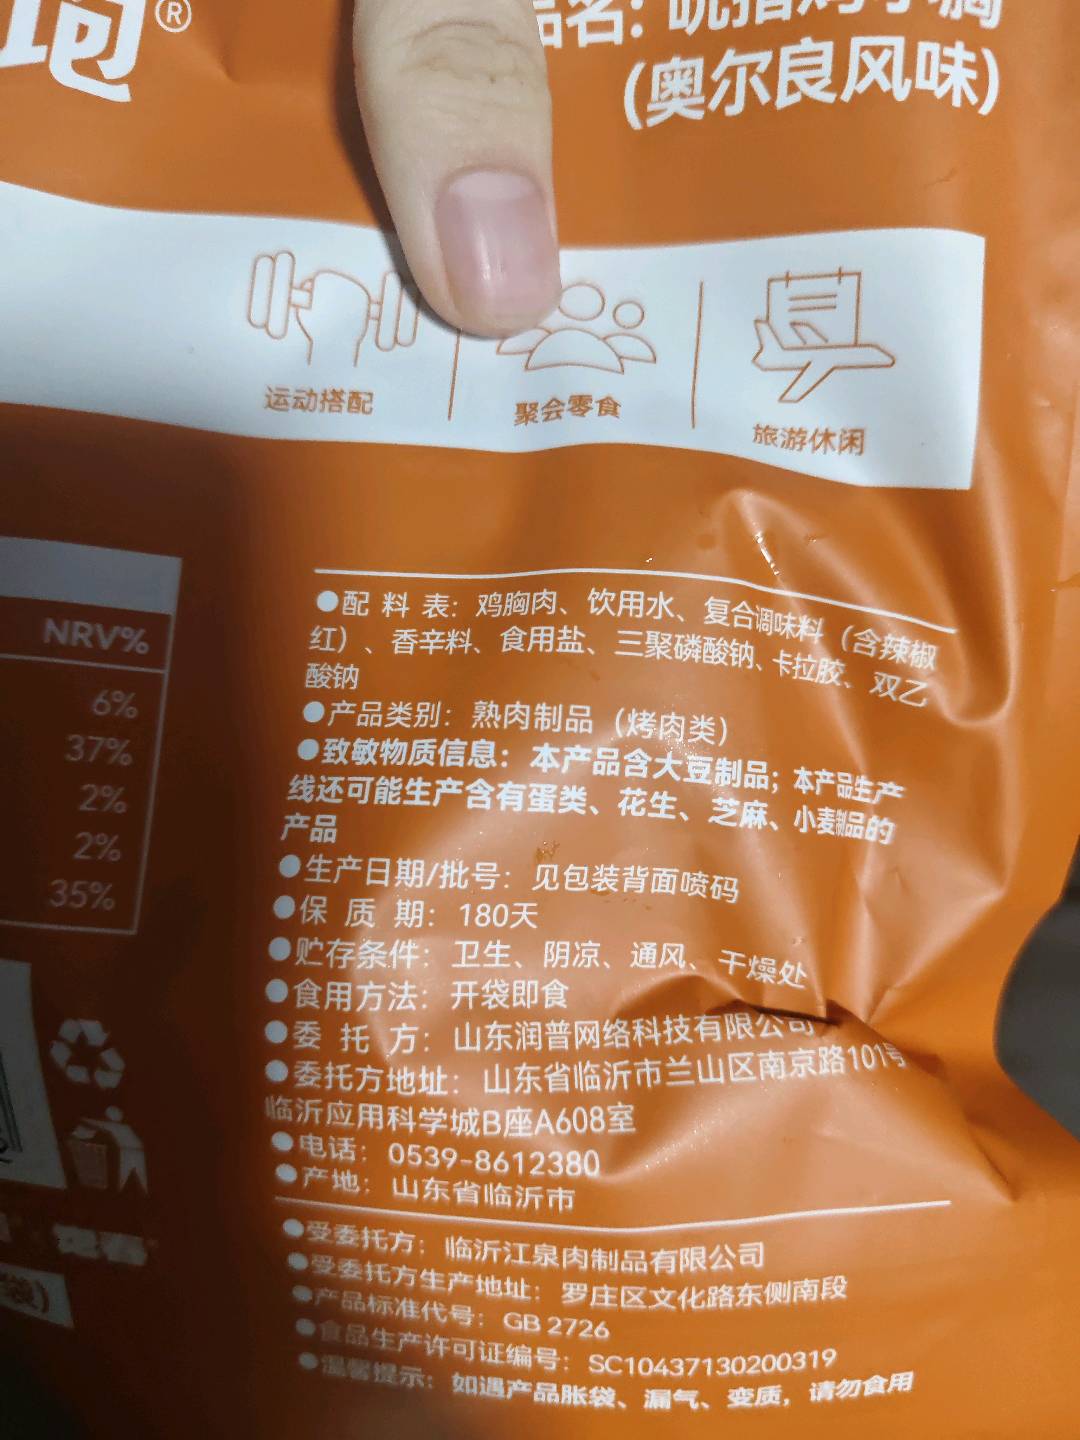 ®
品名：吮指鸡小胸
（奥尔良风味）
运动搭配
聚会零食
旅游休闲
NRV%
6%
37%
2%
2%
35%
●配 料 表：鸡胸肉、饮用水、复合调味料（含辣椒
红）、香辛料、食用盐、三聚磷酸钠、卡拉胶、双乙
酸钠
●产品类别：熟肉制品（烤肉类）
●致敏物质信息：本产品含大豆制品；本产品生产
线还可能生产含有蛋类、花生、芝麻、小麦制品的
产品
●生产日期/批号：见包装背面喷码
●保 质 期：180天
●贮存条件：卫生、阴凉、通风、干燥处
●食用方法：开袋即食
●委 托 方：山东润普网络科技有限公司
●委托方地址：山东省临沂市兰山区南京路101号
临沂应用科学城B座A608室
●电话：0539-8612380
●产地：山东省临沂市
●受委托方：临沂江泉肉制品有限公司
●受委托方生产地址：罗庄区文化路东侧南段
●产品标准代号：GB 2726
●食品生产许可证编号：SC10437130200319
●温馨提示：如遇产品胀袋、漏气、变质，请勿食用
袋）